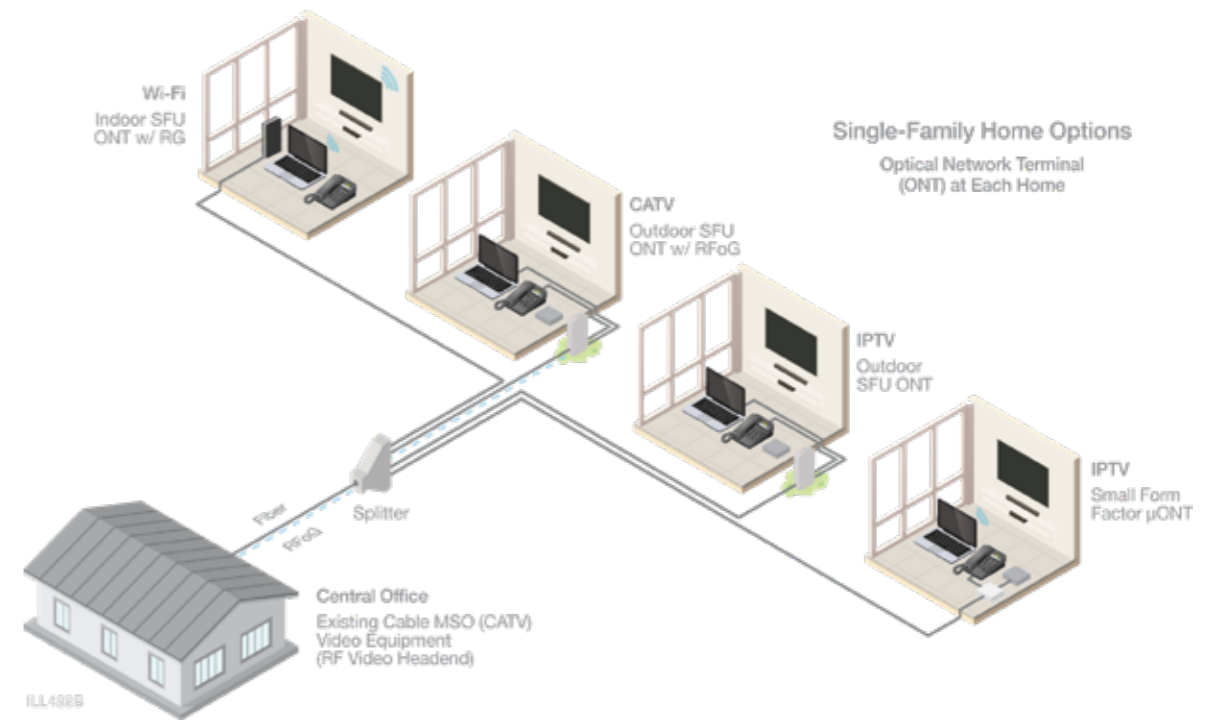 Wi-Fi
Indoor SFU
ONT w/ RG
Single-Family Home Options
Optical Network Terminal
(ONT) at Each Home
CATV
Outdoor SFU
ONT w/ RFoG
IPTV
Outdoor
SFU ONT
IPTV
Small Form
Factor µONT
Fiber
RFoG
Splitter
Central Office
Existing Cable MSO (CATV)
Video Equipment
(RF Video Headend)